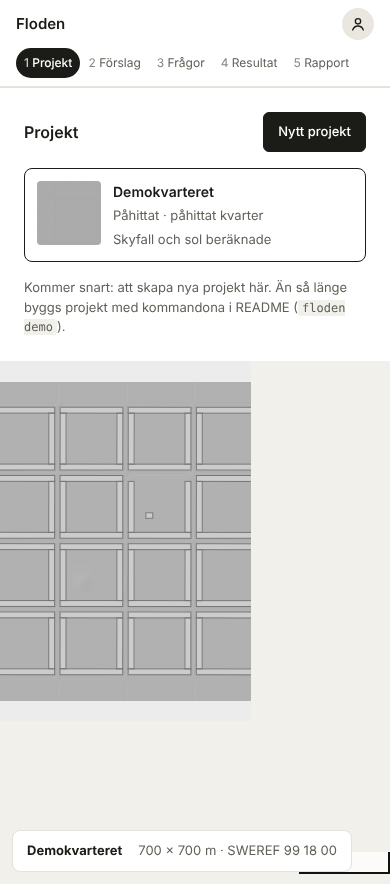 Floden
1 Projekt 2 Förslag 3 Frågor 4 Resultat 5 Rapport
Projekt
Nytt projekt
Demokvarteret
Påhittat · påhittat kvarter
Skyfall och sol beräknade
Kommer snart: att skapa nya projekt här. Än så länge
byggs projekt med kommandona i README ( floden
demo ).
Demokvarteret 700 × 700 m · SWEREF 99 18 00